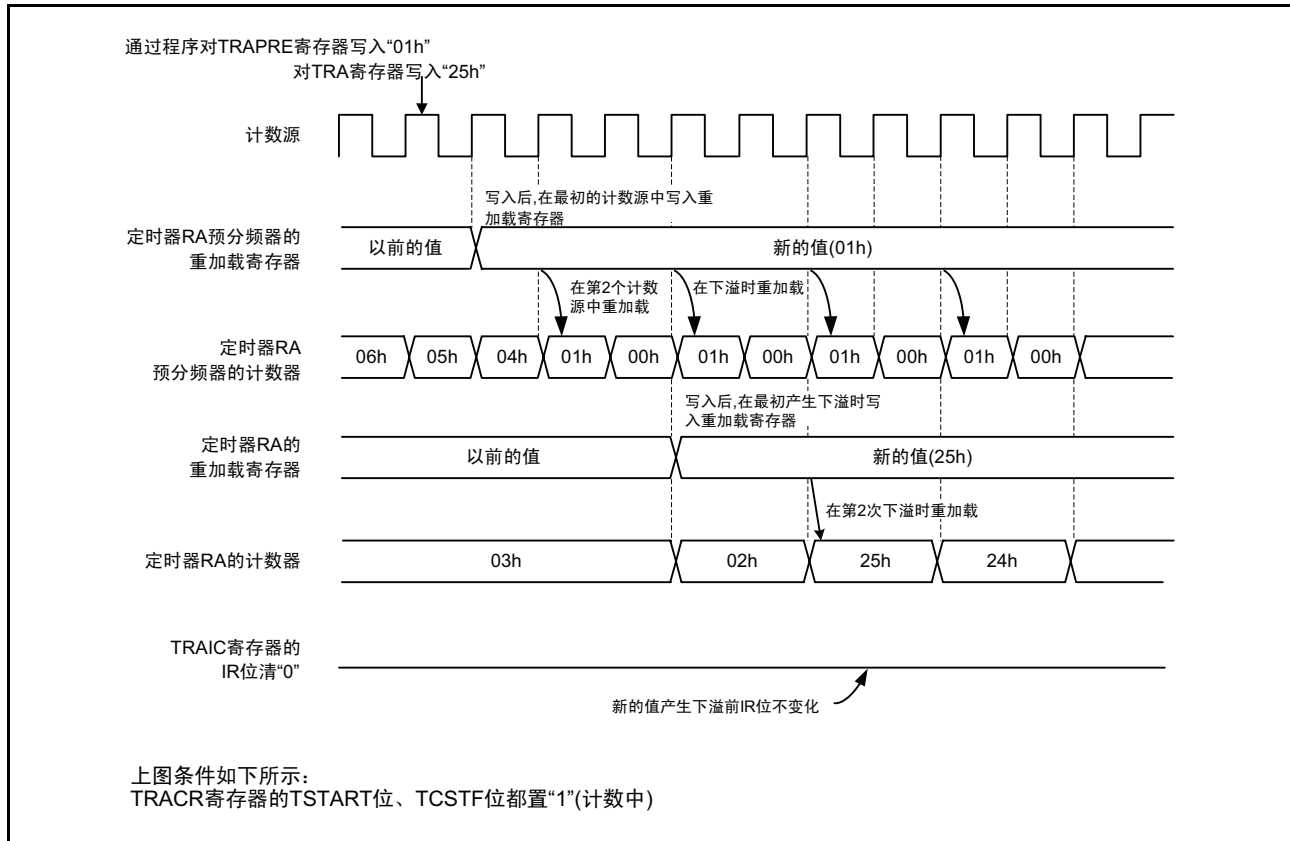 通过程序对TRAPRE寄存器写入“01h”
对TRA寄存器写入“25h”
计数源
写入后,在最初的计数源中写入重
加载寄存器
定时器RA预分频器的
重加载寄存器
以前的值
新的值(01h)
在第2个计数
源中重加载
在下溢时重加载
定时器RA
预分频器的计数器
06h 05h 04h 01h 00h 01h 00h 01h 00h 01h 00h
写入后,在最初产生下溢时写
入重加载寄存器
定时器RA的
重加载寄存器
以前的值
新的值(25h)
在第2次下溢时重加载
定时器RA的计数器
03h 02h 25h 24h
TRAIC寄存器的
IR位清“0”
新的值产生下溢前IR位不变化
上图条件如下所示：
TRACR寄存器的TSTART位、TCSTF位都置“1”(计数中)